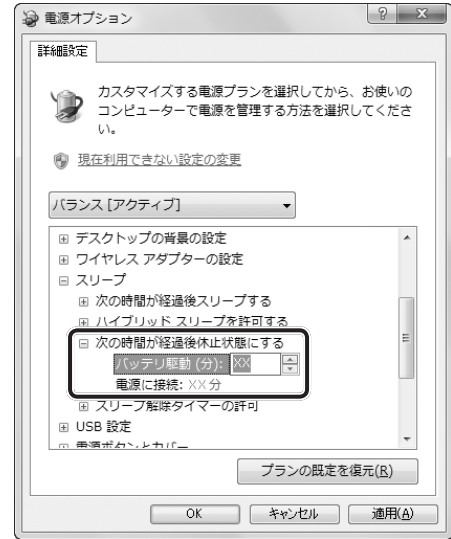 電源オプション
詳細設定
カスタマイズする電源プランを選択してから、お使いの
コンピューターで電源を管理する方法を選択してくださ
い。
現在利用できない設定の変更
バランス [アクティブ]
デスクトップの背景の設定
ワイヤレス アダプターの設定
スリープ
次の時間が経過後スリープする
ハイブリッド スリープを許可する
次の時間が経過後休止状態にする
バッテリ駆動 (分): XX
電源に接続: XX 分
スリープ解除タイマーの許可
USB 設定
電源ボタンとカバー
プランの既定を復元(R)
OK キャンセル 適用(A)